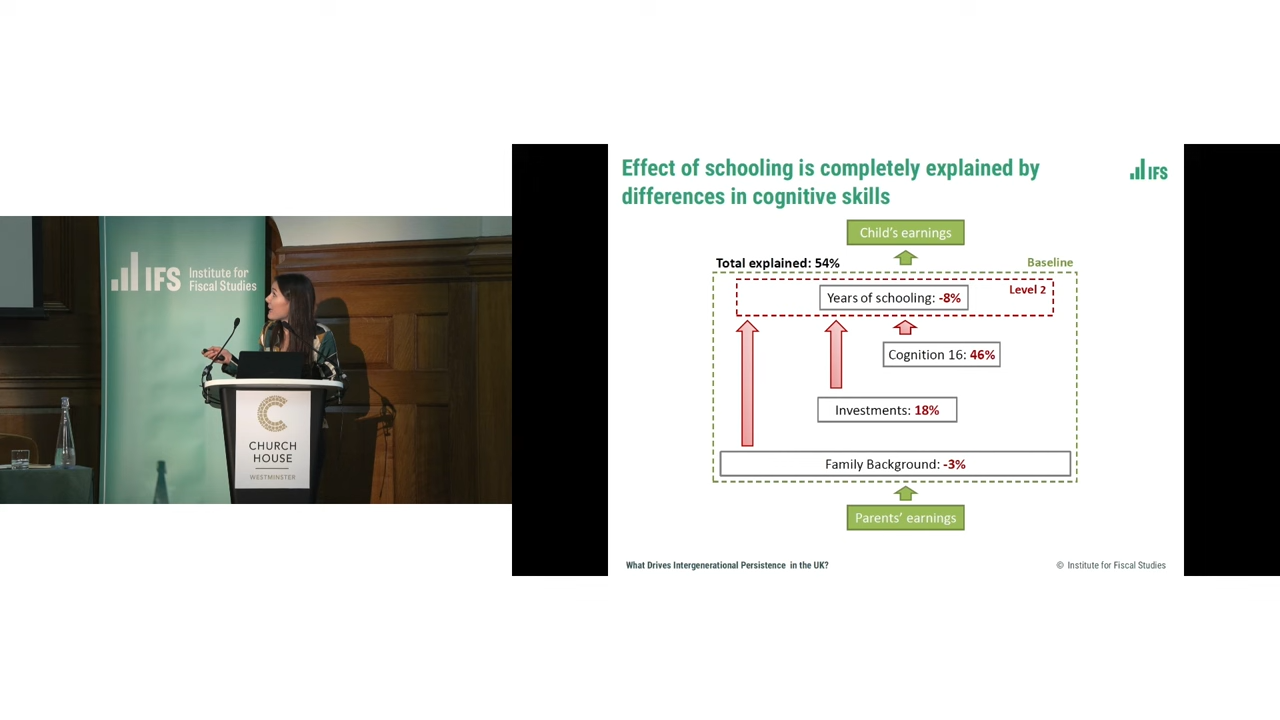 IFS
Institute for
Fiscal Studies
CHURCH
HOUSE
WESTMINSTER
Effect of schooling is completely explained by
differences in cognitive skills
IFS
Child's earnings
Total explained: 54%
Baseline
Level 2
Years of schooling: -8%
Cognition 16: 46%
Investments: 18%
Family Background: -3%
Parents' earnings
What Drives Intergenerational Persistence in the UK?
© Institute for Fiscal Studies